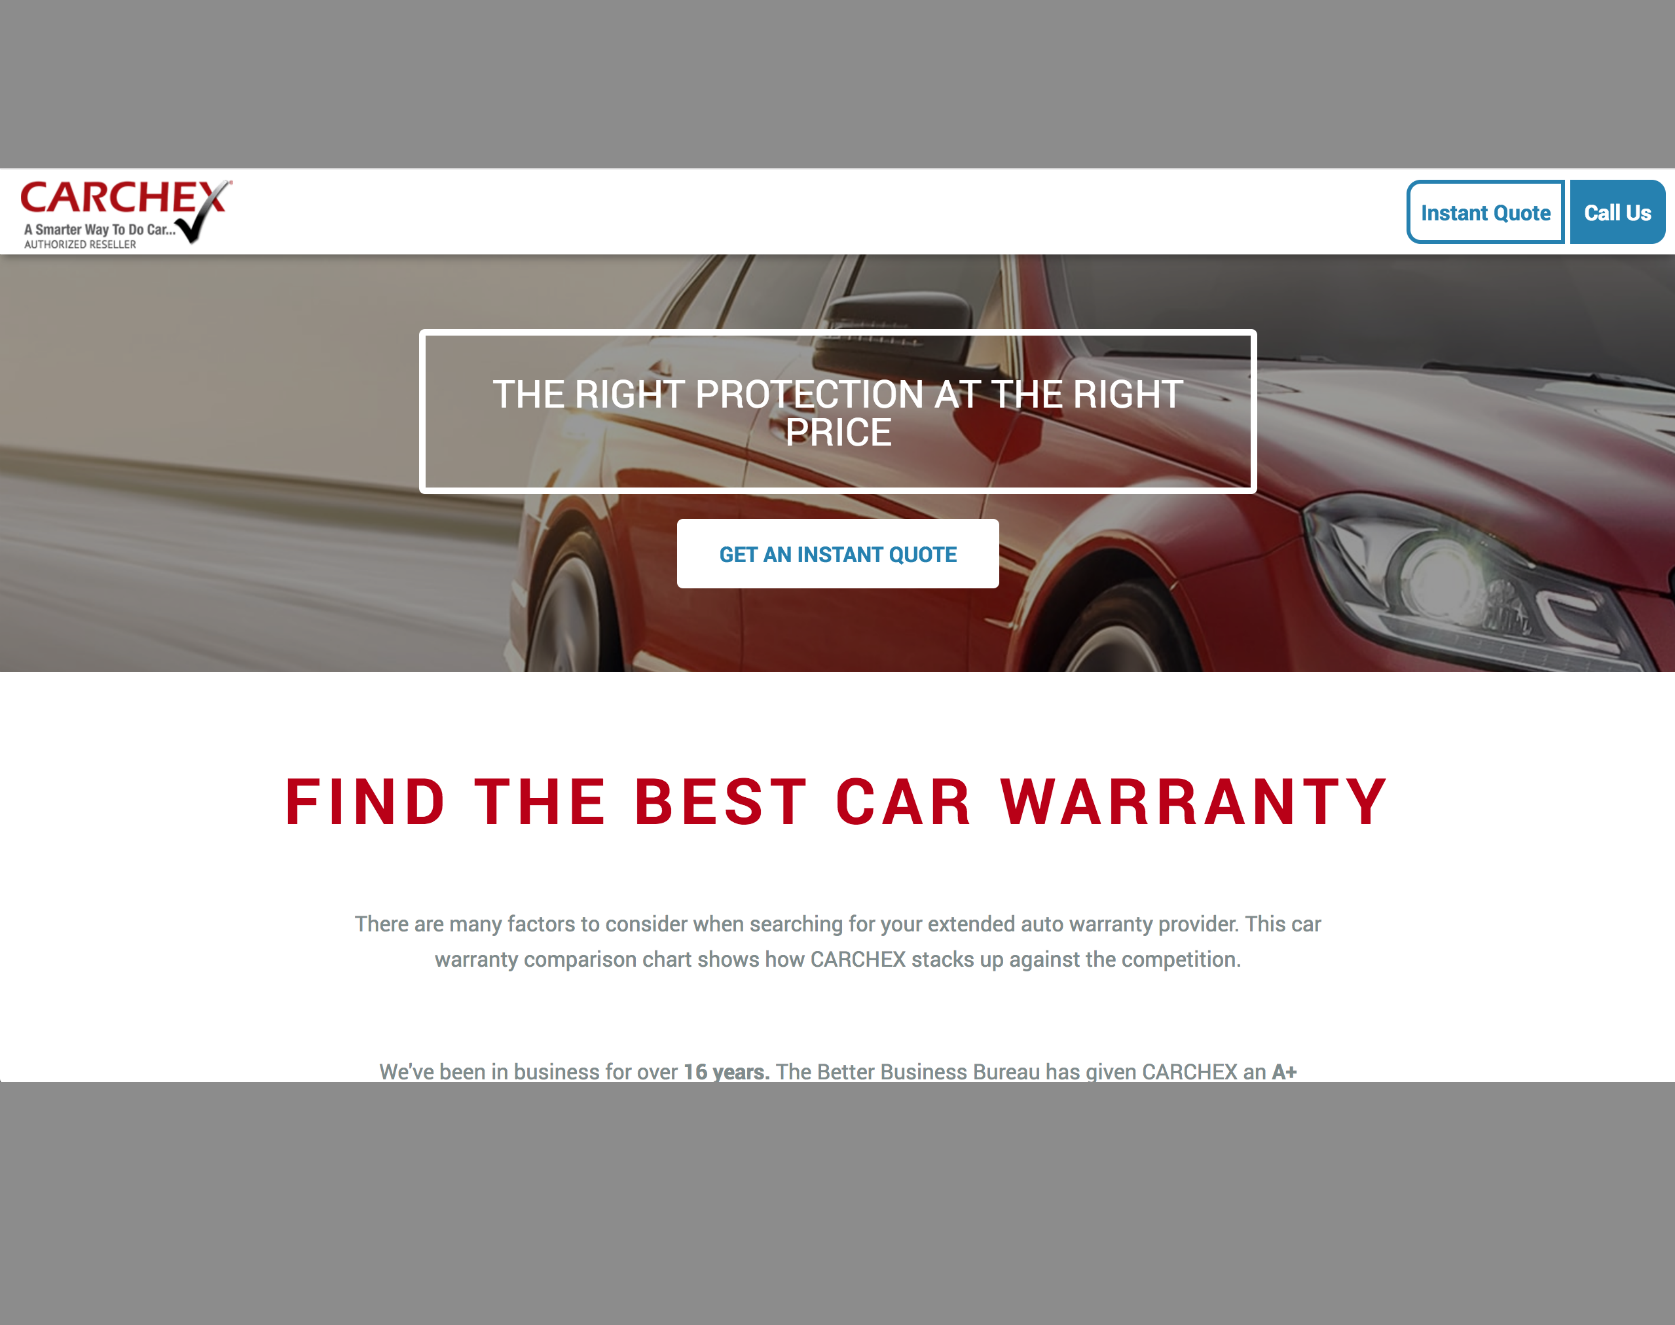 CARCHEX
A Smarter Way To Do Car...
AUTHORIZED RESELLER
Instant Quote
Call Us
THE RIGHT PROTECTION AT THE RIGHT
PRICE
GET AN INSTANT QUOTE
FIND THE BEST CAR WARRANTY
There are many factors to consider when searching for your extended auto warranty provider. This car
warranty comparison chart shows how CARCHEX stacks up against the competition.
We've been in business for over 16 years. The Better Business Bureau has given CARCHEX an A+